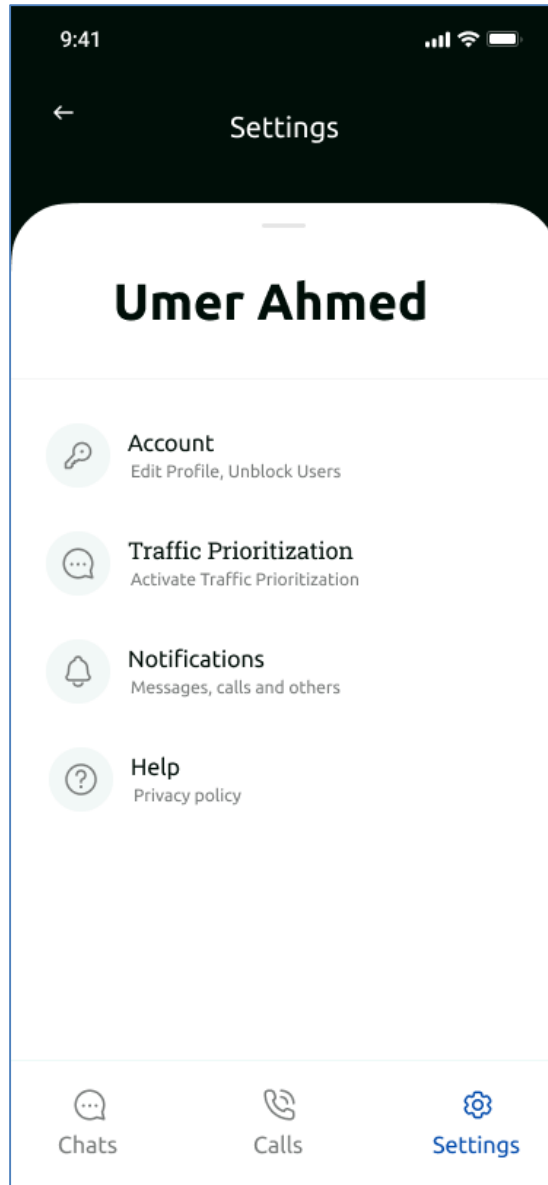 9:41
Settings
Umer Ahmed
Account
Edit Profile, Unblock Users
Traffic Prioritization
Activate Traffic Prioritization
Notifications
Messages, calls and others
Help
Privacy policy
Chats
Calls
Settings